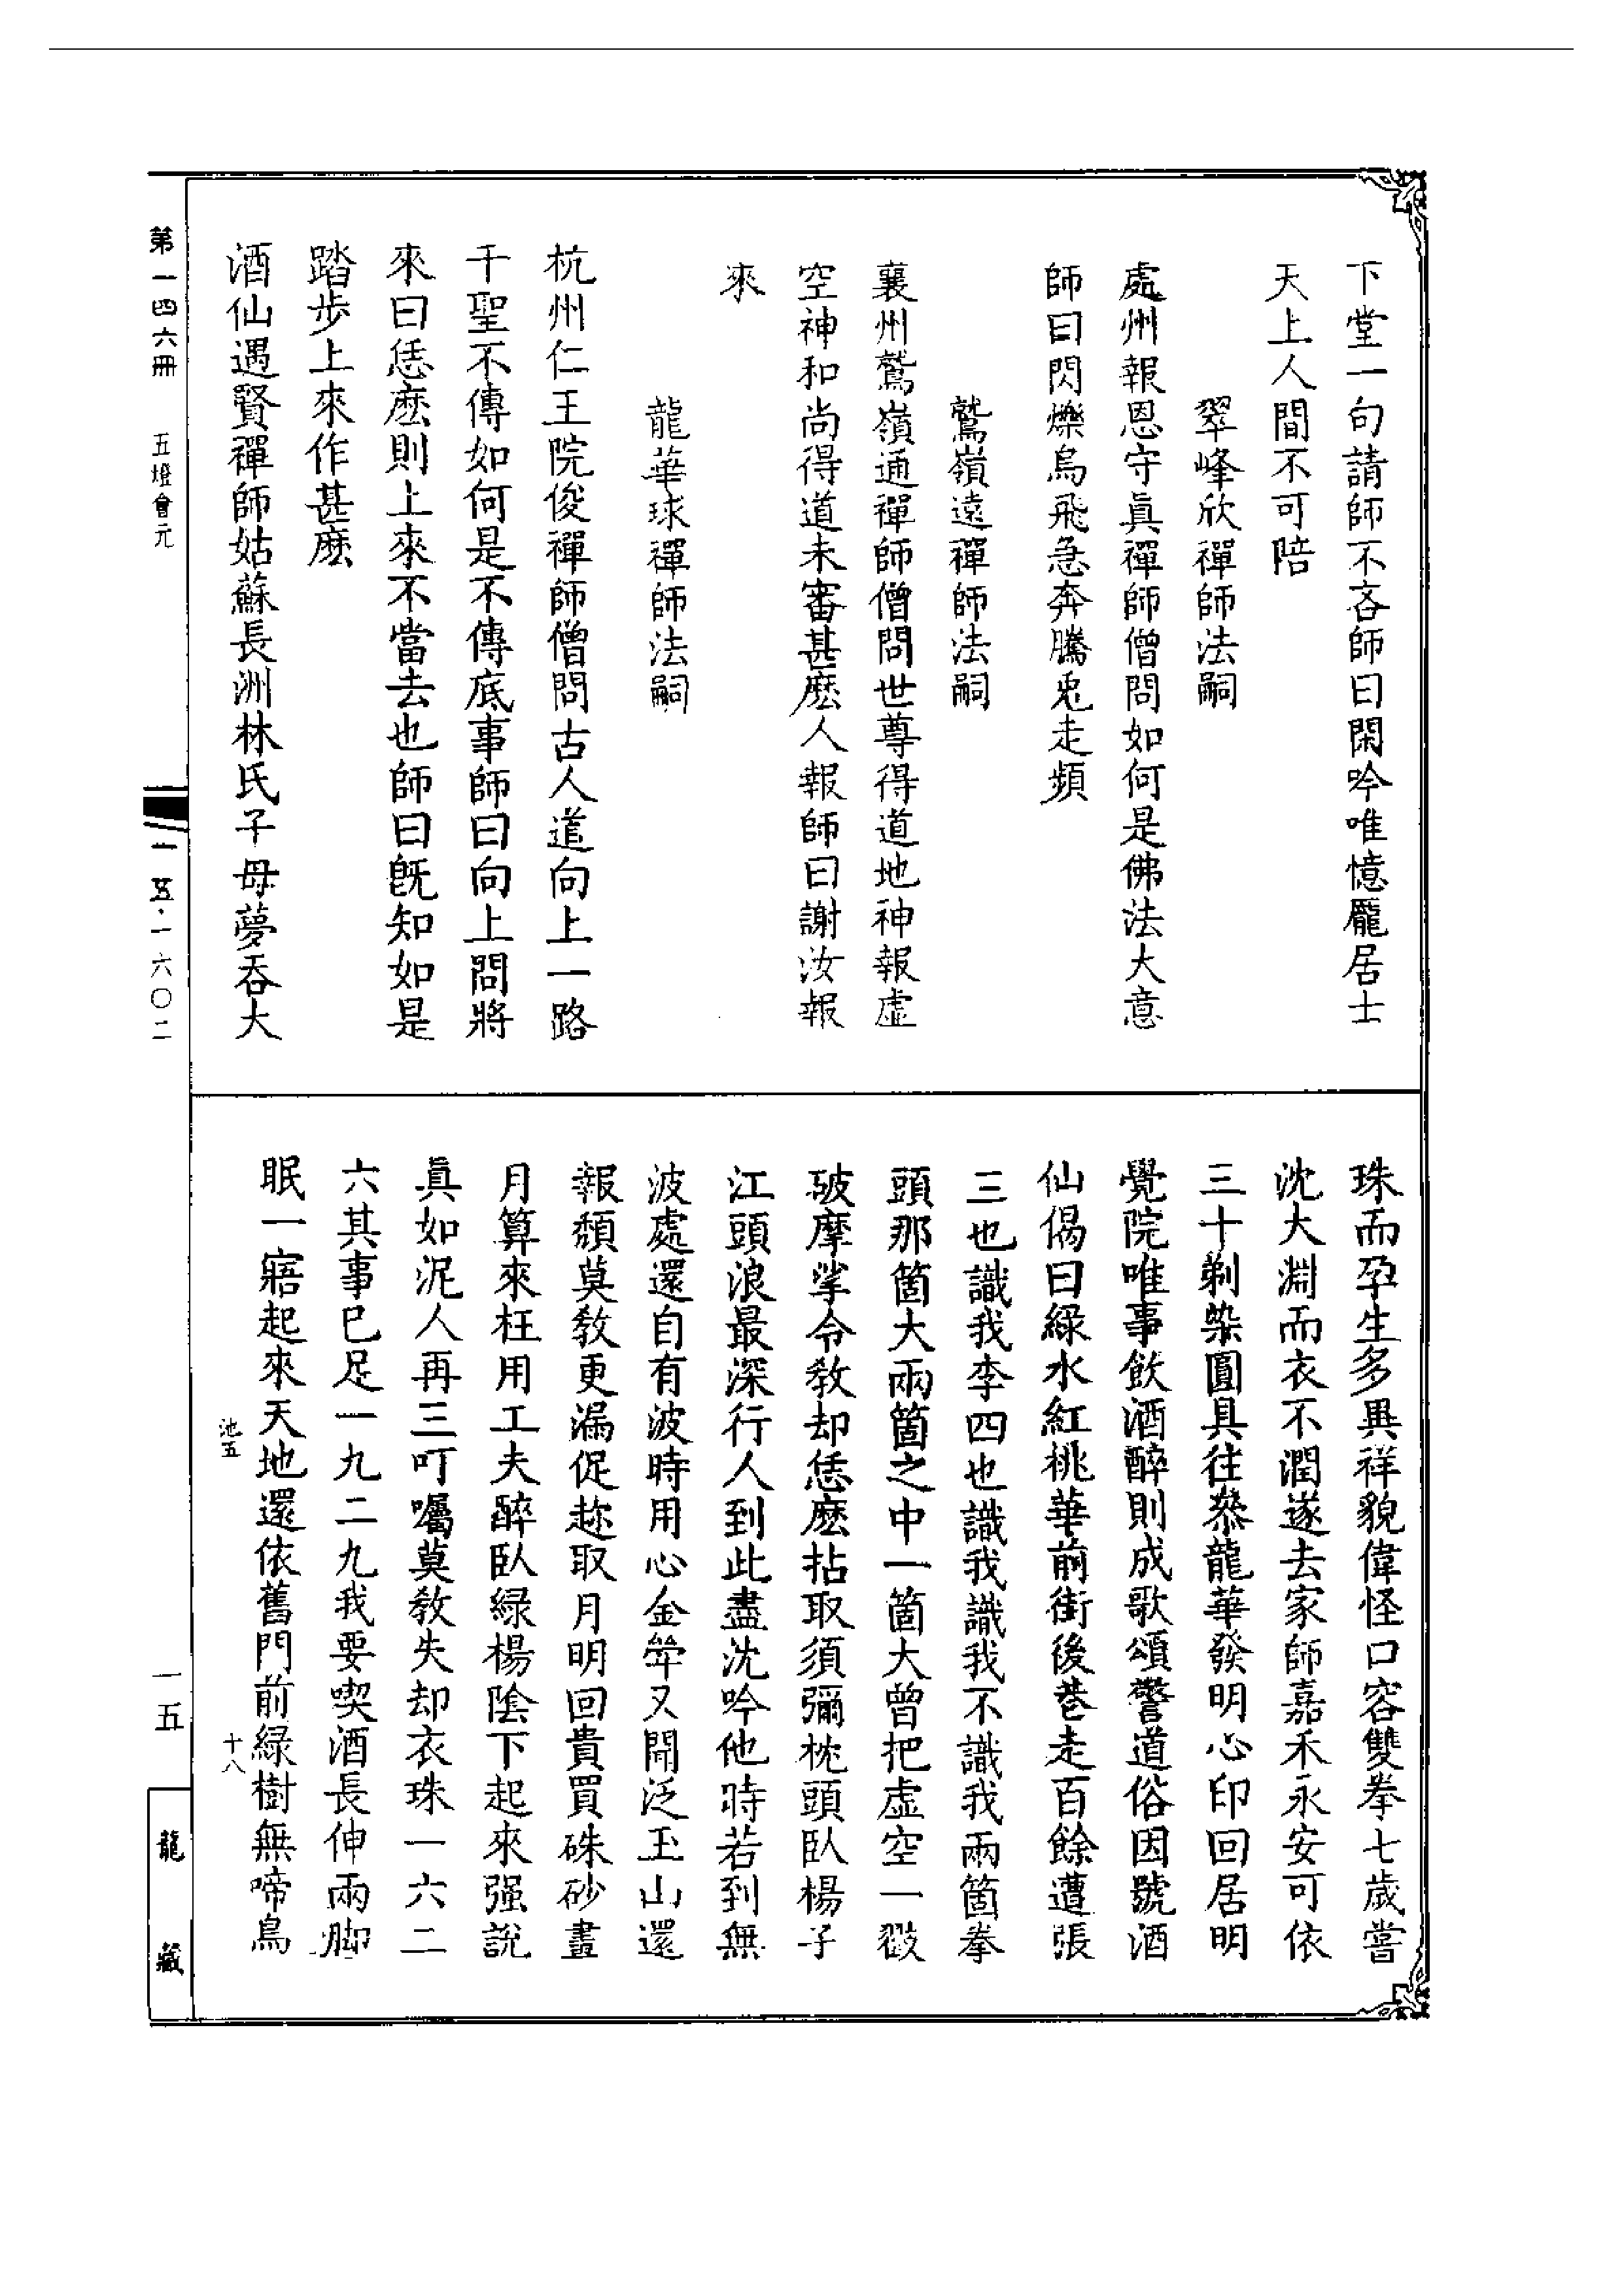 下堂一句請師不吝師曰閑吟唯憶龐居士
天上人間不可陪
翠峰欣禪師法嗣
處州報恩守眞禪師僧問如何是佛法大意
師曰閃爍烏飛急奔騰兎走頻
鷲嶺遠禪師法嗣
襄州鷲嶺通禪師僧問世尊得道地神報虛
空神和尚得道未審甚麽人報師曰謝汝報
來
龍華球禪師法嗣
杭州仁王院俊禪師僧問古人道向上一路
千聖不傳如何是不傳底事師曰向上問將
來曰恁麽則上來不當去也師曰旣知如是
踏步上來作甚麽
酒仙遇賢禪師姑蘇長洲林氏子母夢吞大
珠而孕生多異祥貌偉怪口容雙拳七歲嘗
沈大淵而衣不潤遂去家師嘉禾永安可依
三十剃染圓具往叅龍華發明心印回居明
覺院唯事飲酒醉則成歌頌警道俗因號酒
仙偈曰綠水紅桃華前街後巷走百餘遭張
三也識我李四也識我識我不識我兩箇拳
頭那箇大兩箇之中一箇大曾把虛空一戳
破摩挲令教却恁麽拈取須彌枕頭臥楊子
江頭浪最深行人到此盡沈吟他時若到無
波處還自有波時用心金斝又聞泛玉山還
報頹莫教更漏促趂取月明回貴買硃砂畫
月算來枉用工夫醉臥綠楊陰下起來强說
眞如泥人再三叮囑莫教失却衣珠一六二
六其事已足一九二九我要喫酒長伸兩脚
眠一寤起來天地還依舊門前綠樹無啼鳥
池五
十八
第一四六冊
五燈會元
一五·一六〇二
一五
龍藏